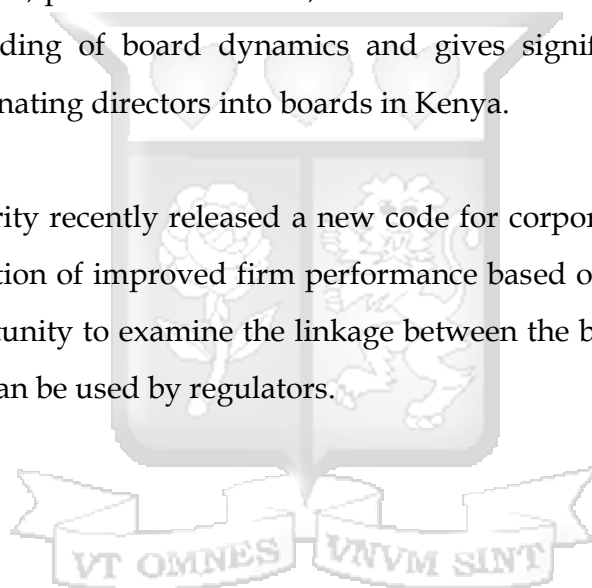 ding of board dynamics and gives signif
nating directors into boards in Kenya.
rity recently released a new code for corpor
tion of improved firm performance based o
tunity to examine the linkage between the b
an be used by regulators.
VT OMNES VNVM SINT